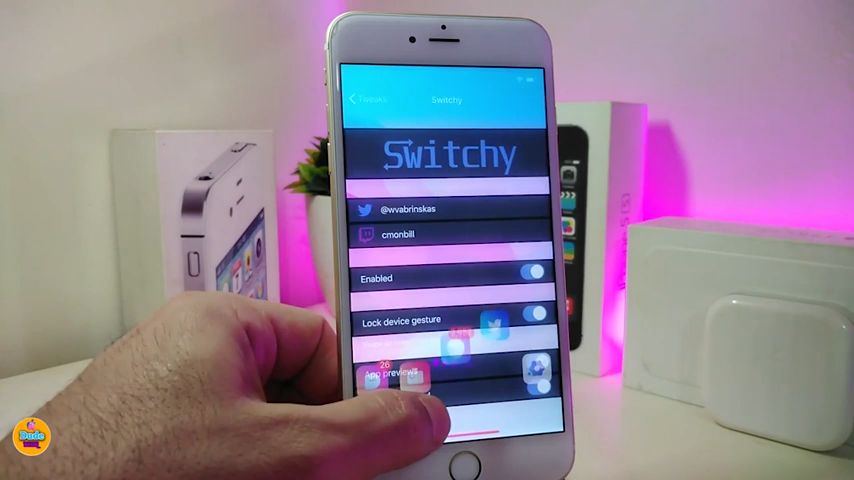 Tweaks
Switchy
Switchy
@wvabrinskas
cmonbill
Enabled
Lock device gesture
26
App previews
Dude